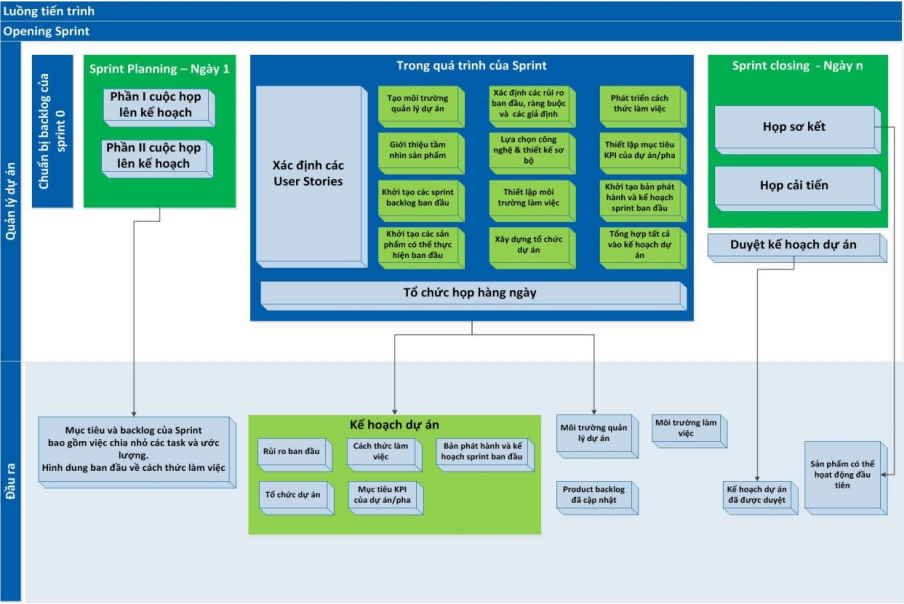 Luồng tiến trình
Opening Sprint
Quản lý dự án
Chuẩn bị backlog của
sprint 0
Sprint Planning – Ngày 1
Phần I cuộc họp
lên kế hoạch
Phần II cuộc họp
lên kế hoạch
Trong quá trình của Sprint
Xác định các
User Stories
Tạo môi trường
quản lý dự án
Xác định các rủi ro
ban đầu, ràng buộc
và các giả định
Phát triển cách
thức làm việc
Giới thiệu tầm
nhìn sản phẩm
Lựa chọn công
nghệ & thiết kế sơ
bộ
Thiết lập mục tiêu
KPI của dự án/pha
Khởi tạo các sprint
backlog ban đầu
Thiết lập môi
trường làm việc
Khởi tạo bản phát
hành và kế hoạch
sprint ban đầu
Khởi tạo các sản
phẩm có thể thực
hiện ban đầu
Xây dựng tổ chức
dự án
Tổng hợp tất cả
vào kế hoạch dự
án
Tổ chức họp hàng ngày
Sprint closing - Ngày n
Họp sơ kết
Họp cải tiến
Duyệt kế hoạch dự án
Đầu ra
Mục tiêu và backlog của Sprint
bao gồm việc chia nhỏ các task và ước
lượng.
Hình dung ban đầu về cách thức làm việc
Kế hoạch dự án
Rủi ro ban đầu
Cách thức làm
việc
Bản phát hành và kế
hoạch sprint ban đầu
Tổ chức dự án
Mục tiêu KPI
của dự án/pha
Môi trường quản
lý dự án
Môi trường làm
việc
Product backlog
đã cập nhật
Kế hoạch dự án
đã được duyệt
Sản phẩm có thể
hoạt động đầu
tiên